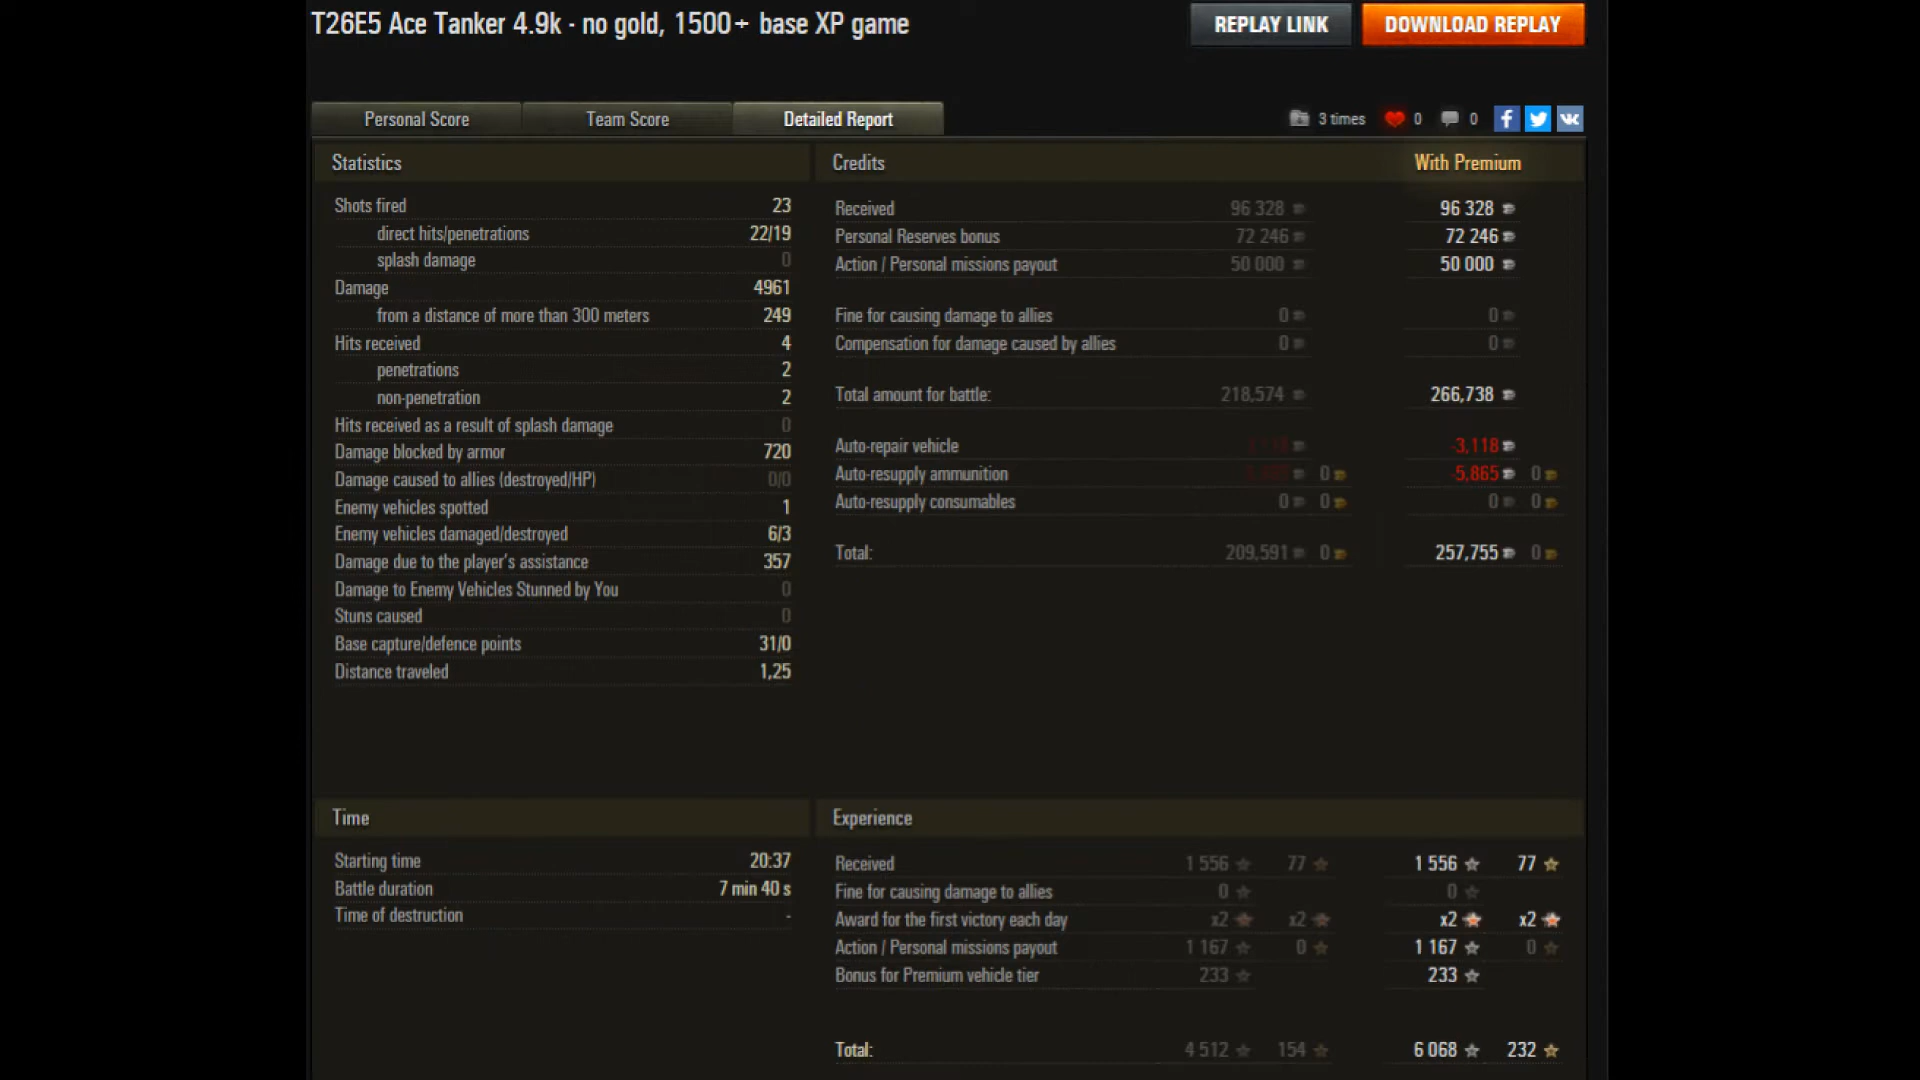 T26E5 Ace Tanker 4.9k - no gold, 1500+ base XP game
REPLAY LINK
DOWNLOAD REPLAY
Personal Score
Team Score
Detailed Report
3 times
0
0
Statistics
Shots fired 23
direct hits/penetrations 22/19
splash damage 0
Damage 4961
from a distance of more than 300 meters 249
Hits received 4
penetrations 2
non-penetration 2
Hits received as a result of splash damage 0
Damage blocked by armor 720
Damage caused to allies (destroyed/HP) 0/0
Enemy vehicles spotted 1
Enemy vehicles damaged/destroyed 6/3
Damage due to the player's assistance 357
Damage to Enemy Vehicles Stunned by You 0
Stuns caused 0
Base capture/defence points 31/0
Distance traveled 1,25
Credits With Premium
Received 96 328 96 328
Personal Reserves bonus 72 246 72 246
Action / Personal missions payout 50 000 50 000
Fine for causing damage to allies 0 0
Compensation for damage caused by allies 0 0
Total amount for battle: 218,574 266,738
Auto-repair vehicle -3,118
Auto-resupply ammunition 0 -5,865 0
Auto-resupply consumables 0 0 0 0
Total: 209,591 0 257,755 0
Time
Starting time 20:37
Battle duration 7 min 40 s
Time of destruction -
Experience
Received 1 556 77 1 556 77
Fine for causing damage to allies 0 0
Award for the first victory each day x2 x2 x2 x2
Action / Personal missions payout 1 167 0 1 167 0
Bonus for Premium vehicle tier 233 233
Total: 4 512 154 6 068 232